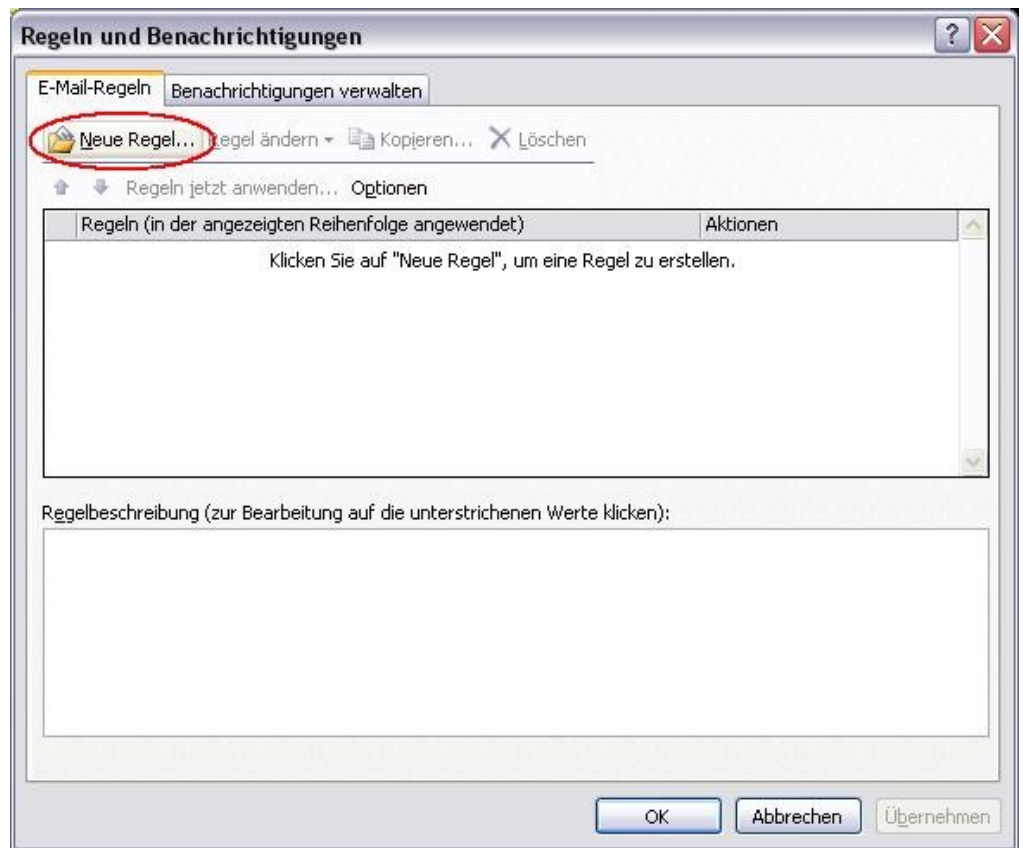 Regeln und Benachrichtigungen
E-Mail-Regeln Benachrichtigungen verwalten
Neue Regel... Regel ändern Kopieren... Löschen
Regeln jetzt anwenden... Optionen
Regeln (in der angezeigten Reihenfolge angewendet) Aktionen
Klicken Sie auf "Neue Regel", um eine Regel zu erstellen.
Regelbeschreibung (zur Bearbeitung auf die unterstrichenen Werte klicken):
OK Abbrechen Übernehmen